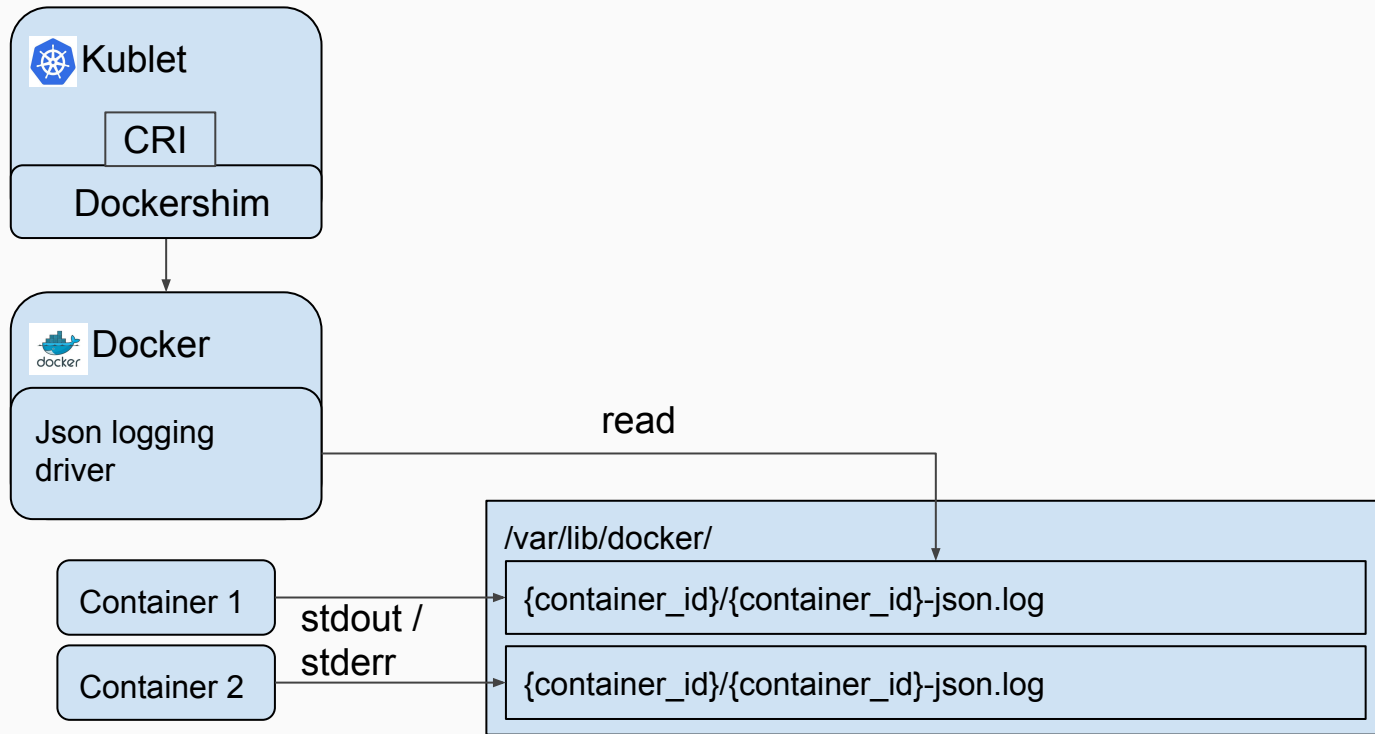 Kublet
CRI
Dockershim
docker
Docker
Json logging
driver
read
/var/lib/docker/
Container 1
{container_id}/{container_id}-json.log
stdout /
stderr
Container 2
{container_id}/{container_id}-json.log